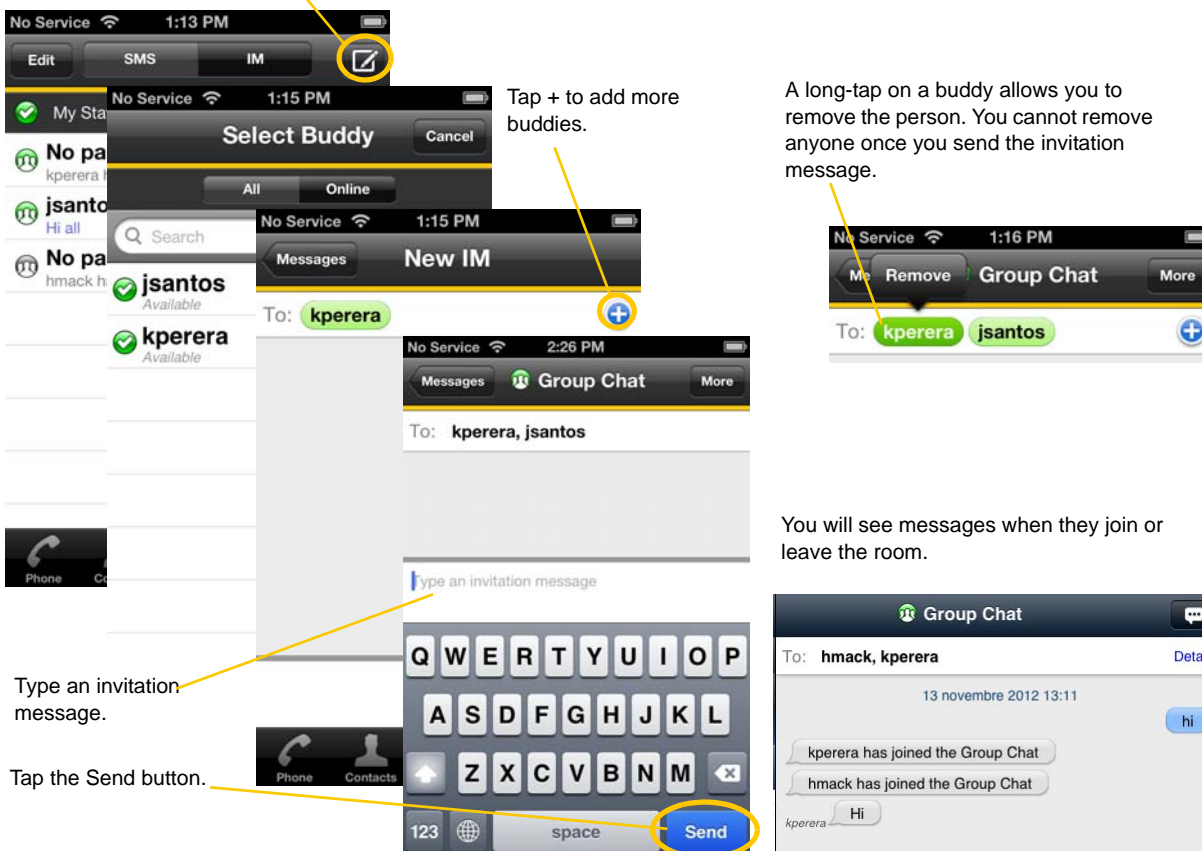 No Service 1:13 PM
Edit SMS IM
My Sta
No pa
kperera h
jsanto
Hi all
No pa
hmack h
Phone Co
No Service 1:15 PM
Select Buddy Cancel
All Online
Search
jsantos
Available
kperera
Available
Phone Contacts
Tap + to add more
buddies.
No Service 1:15 PM
Messages New IM
To: kperera
No Service 2:26 PM
Messages Group Chat More
To: kperera, jsantos
Type an invitation message
Q W E R T Y U I O P
A S D F G H J K L
Z X C V B N M
123 space Send
Type an invitation
message.
Tap the Send button.
A long-tap on a buddy allows you to
remove the person. You cannot remove
anyone once you send the invitation
message.
No Service 1:16 PM
Me Remove Group Chat More
To: kperera jsantos
You will see messages when they join or
leave the room.
Group Chat
To: hmack, kperera Deta
13 novembre 2012 13:11
hi
kperera has joined the Group Chat
hmack has joined the Group Chat
kperera Hi